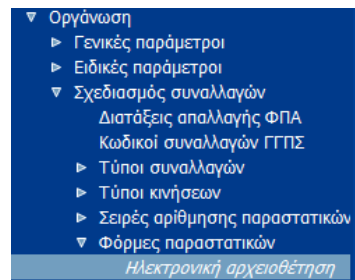 Οργάνωση
Γενικές παράμετροι
Ειδικές παράμετροι
Σχεδιασμός συναλλαγών
Διατάξεις απαλλαγής ΦΠΑ
Κωδικοί συναλλαγών ΓΓΠΣ
Τύποι συναλλαγών
Τύποι κινήσεων
Σειρές αρίθμησης παραστατικών
Φόρμες παραστατικών
Ηλεκτρονική αρχειοθέτηση